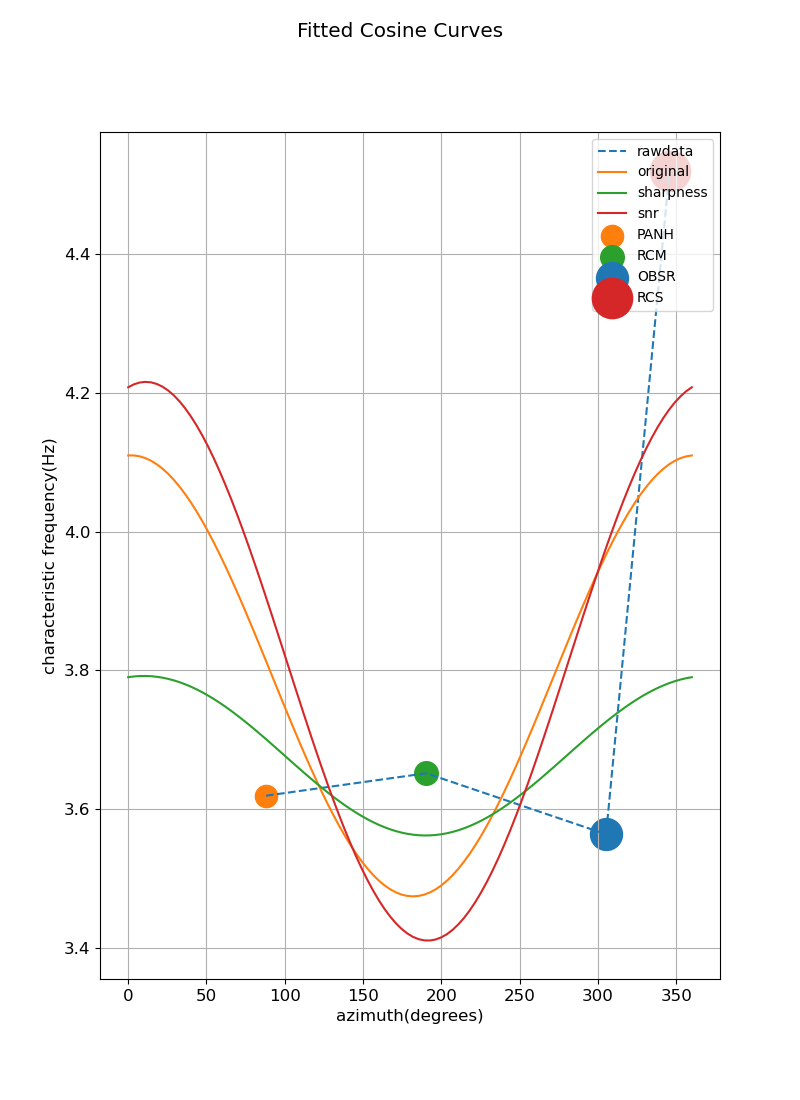 Fitted Cosine Curves
rawdata
original
sharpness
snr
PANH
RCM
OBSR
RCS
4.4
4.2
4.0
3.8
3.6
3.4
characteristic frequency(Hz)
0 50 100 150 200 250 300 350
azimuth(degrees)